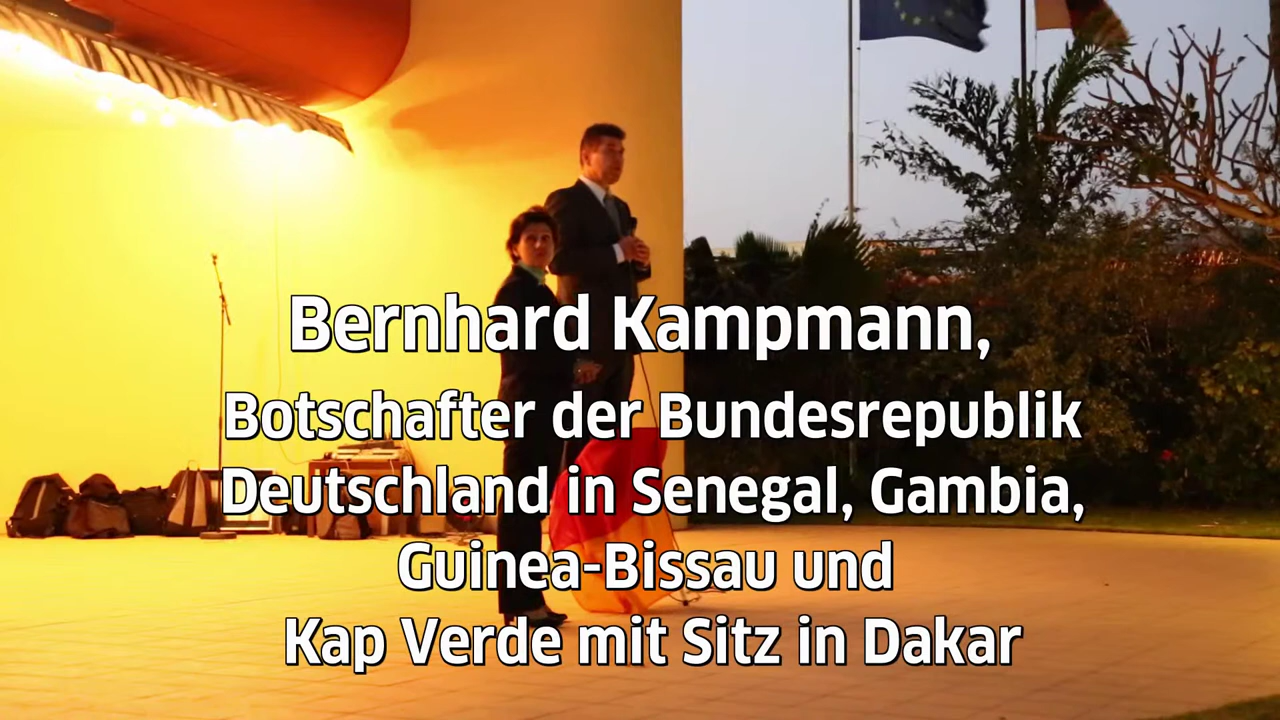 Bernhard Kampmann,
Botschafter der Bundesrepublik
Deutschland in Senegal, Gambia,
Guinea-Bissau und
Kap Verde mit Sitz in Dakar